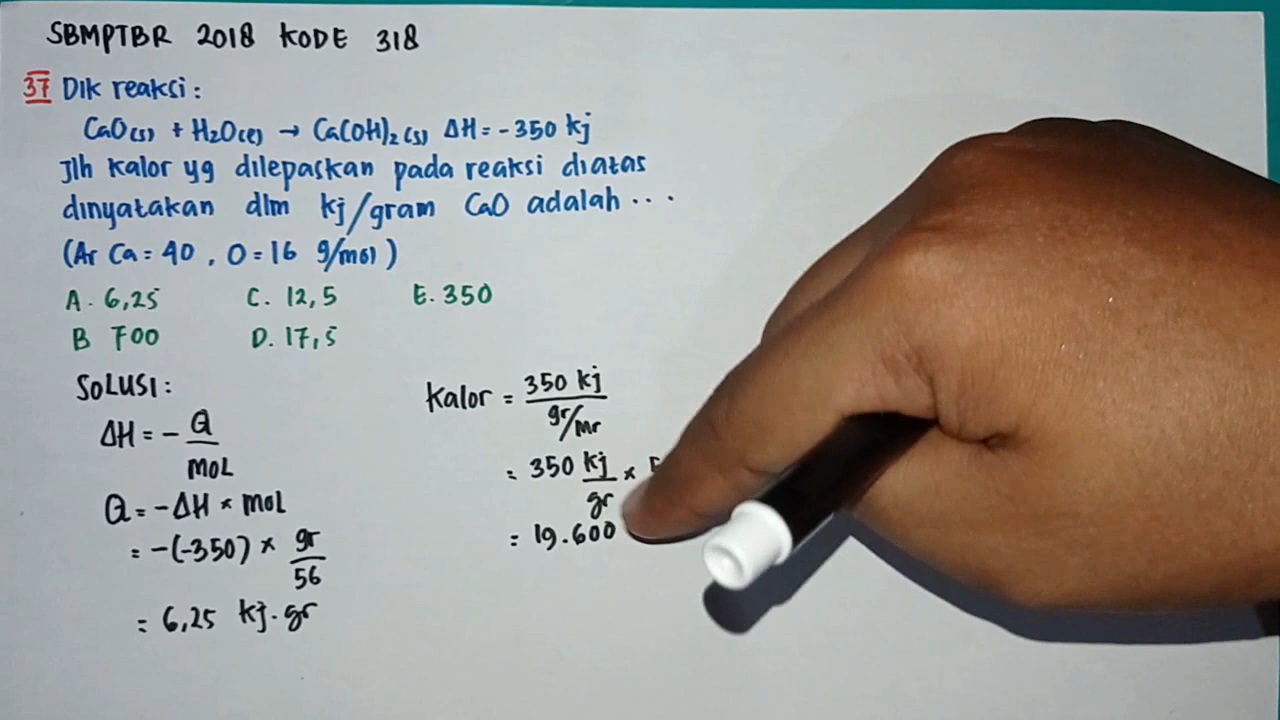 SBMPTBR 2018 KODE 318
37 Dik reaksi:
CaO(s) + H2O(l) → Ca(OH)2 (s) ΔH = -350 kj
Jlh kalor yg dilepaskan pada reaksi diatas
dinyatakan dlm kj/gram CaO adalah ...
(Ar Ca = 40, O = 16 g/mol)
A. 6,25 C. 12,5 E. 350
B 700 D. 17,5
SOLUSI:
ΔH = - Q / MOL
Q = -ΔH × MOL
= -(-350) × gr / 56
= 6,25 kj.gr
Kalor = 350 kj / gr/Mr
= 350 kj / gr ×
= 19.600